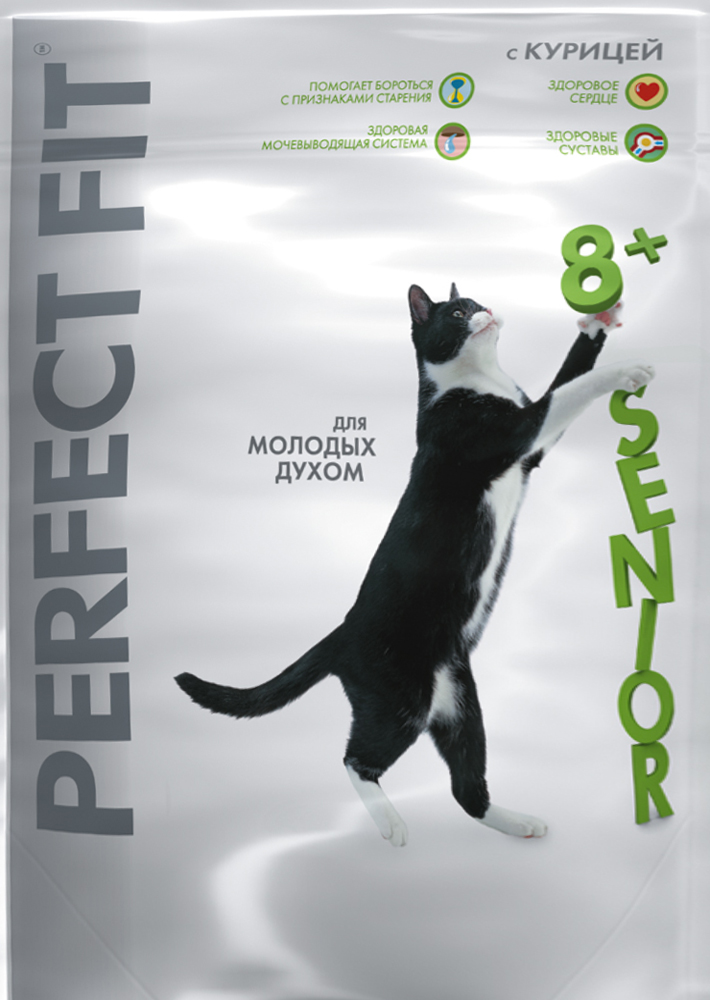 PERFECT FIT
®
с КУРИЦЕЙ
ПОМОГАЕТ БОРОТЬСЯ
С ПРИЗНАКАМИ СТАРЕНИЯ
ЗДОРОВОЕ
СЕРДЦЕ
ЗДОРОВАЯ
МОЧЕВЫВОДЯЩАЯ СИСТЕМА
ЗДОРОВЫЕ
СУСТАВЫ
8+
SENIOR
ДЛЯ
МОЛОДЫХ
ДУХОМ